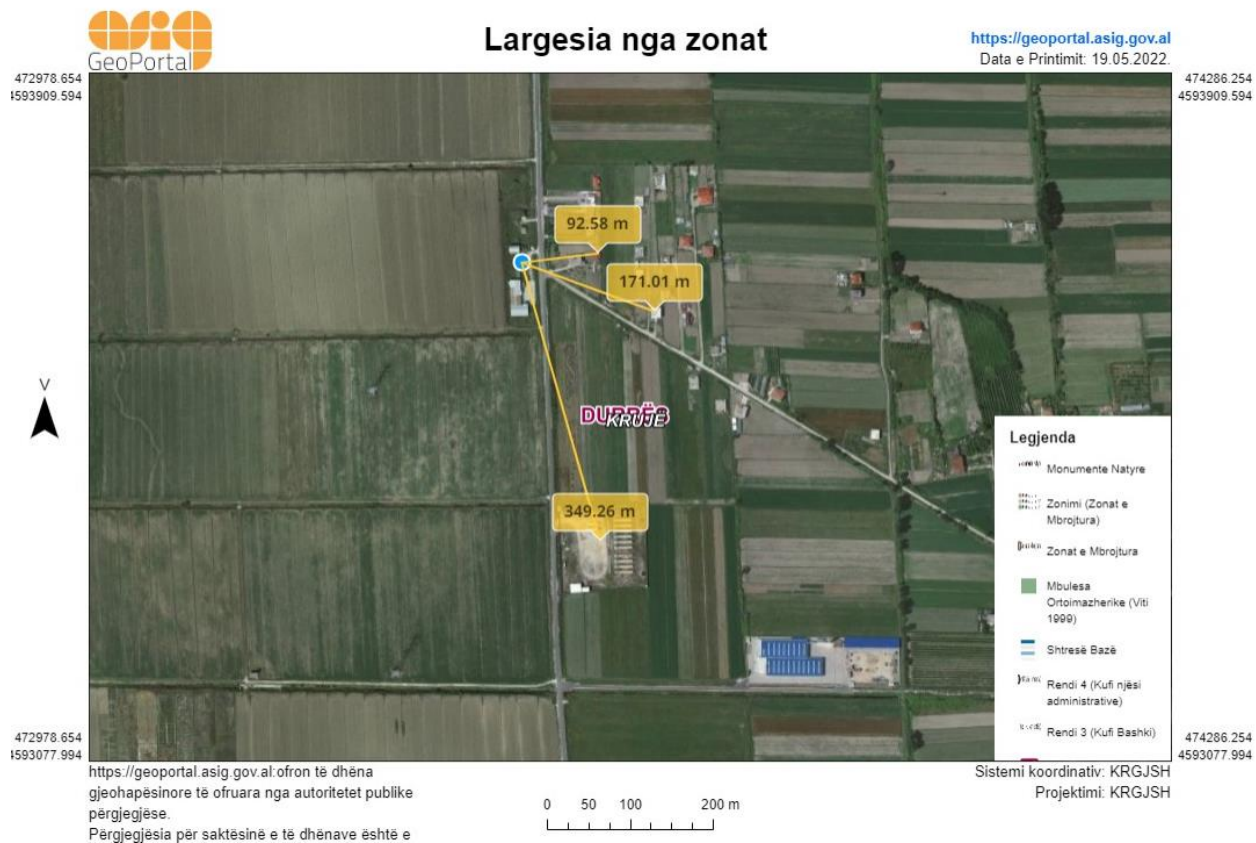 asig
GeoPortal
Largesia nga zonat
https://geoportal.asig.gov.al
Data e Printimit: 19.05.2022.
472978.654
4593909.594
474286.254
4593909.594
92.58 m
171.01 m
DURRËS
KRUJË
349.26 m
V
Legjenda
Monumente Natyre
Zonimi (Zonat e
Mbrojtura)
Zonat e Mbrojtura
Mbulesa
Ortoimazherike (Viti
1999)
Shtresë Bazë
Rendi 4 (Kufi njësi
administrative)
Rendi 3 (Kufi Bashki)
472978.654
4593077.994
474286.254
4593077.994
https://geoportal.asig.gov.al:ofron të dhëna
gjeohapësinore të ofruara nga autoritetet publike
përgjegjëse.
Përgjegjësia për saktësinë e të dhënave është e
0 50 100 200 m
Sistemi koordinativ: KRGJSH
Projektimi: KRGJSH